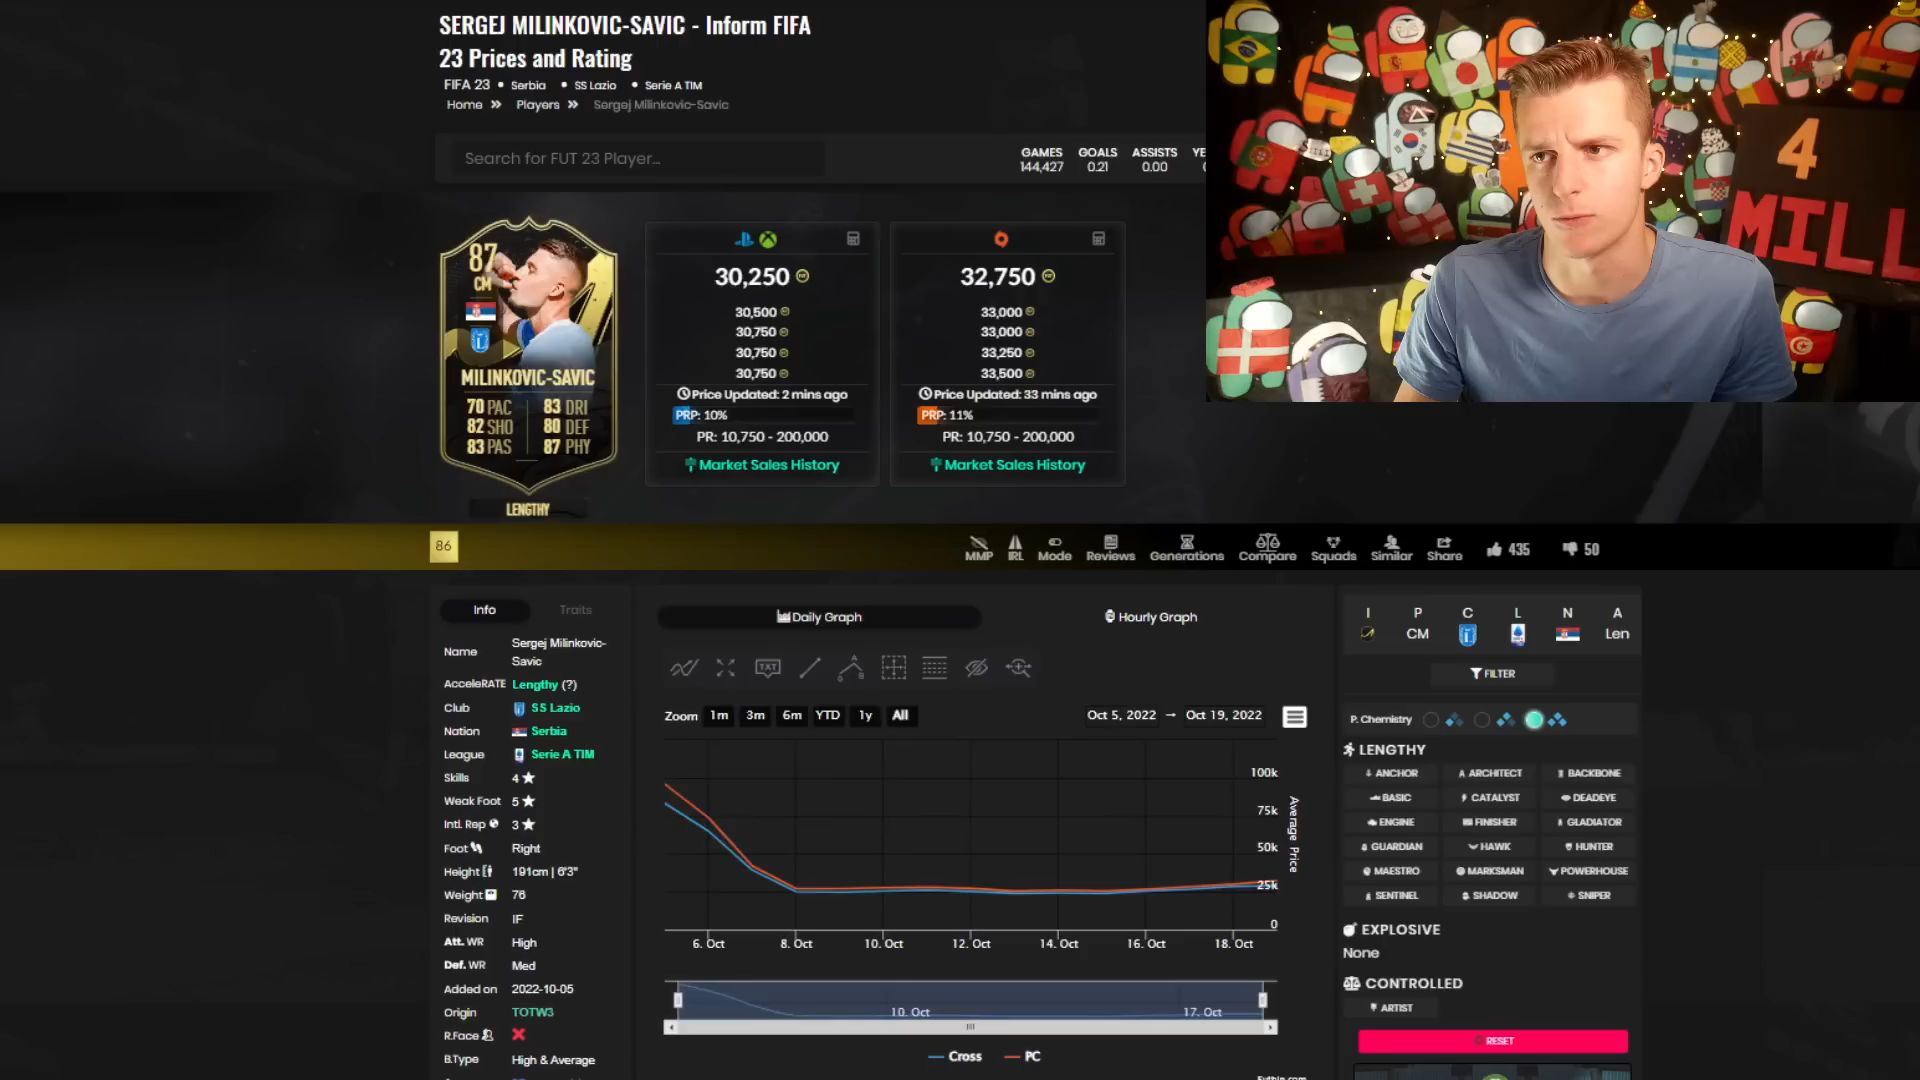 SERGEJ MILINKOVIC-SAVIC - Inform FIFA
23 Prices and Rating
FIFA 23 • Serbia • SS Lazio • Serie A TIM
Home » Players » Sergej Milinkovic-Savic
Search for FUT 23 Player...
GAMES GOALS ASSISTS YE
144,427 0.21 0.00
4
MILL
87
CM
MILINKOVIC-SAVIC
70 PAC 83 DRI
82 SHO 80 DEF
83 PAS 87 PHY
LENGTHY
30,250
30,500
30,750
30,750
30,750
Price Updated: 2 mins ago
PRP: 10%
PR: 10,750 - 200,000
Market Sales History
32,750
33,000
33,000
33,250
33,500
Price Updated: 33 mins ago
PRP: 11%
PR: 10,750 - 200,000
Market Sales History
86
MMP IRL Mode Reviews Generations Compare Squads Similar Share 435 50
Info Traits
Name Sergej Milinkovic-
Savic
AcceleRATE Lengthy (?)
Club SS Lazio
Nation Serbia
League Serie A TIM
Skills 4
Weak Foot 5
Intl. Rep 3
Foot Right
Height 191cm | 6'3"
Weight 76
Revision IF
Att. WR High
Def. WR Med
Added on 2022-10-05
Origin TOTW3
R.Face
B.Type High & Average
Daily Graph Hourly Graph
TXT
Zoom 1m 3m 6m YTD 1y All Oct 5, 2022 → Oct 19, 2022
100k
75k
50k
25k
0
Average Price
6. Oct 8. Oct 10. Oct 12. Oct 14. Oct 16. Oct 18. Oct
10. Oct 17. Oct
Cross PC
I P C L N A
CM Len
FILTER
P. Chemistry
LENGTHY
ANCHOR ARCHITECT BACKBONE
BASIC CATALYST DEADEYE
ENGINE FINISHER GLADIATOR
GUARDIAN HAWK HUNTER
MAESTRO MARKSMAN POWERHOUSE
SENTINEL SHADOW SNIPER
EXPLOSIVE
None
CONTROLLED
ARTIST
RESET